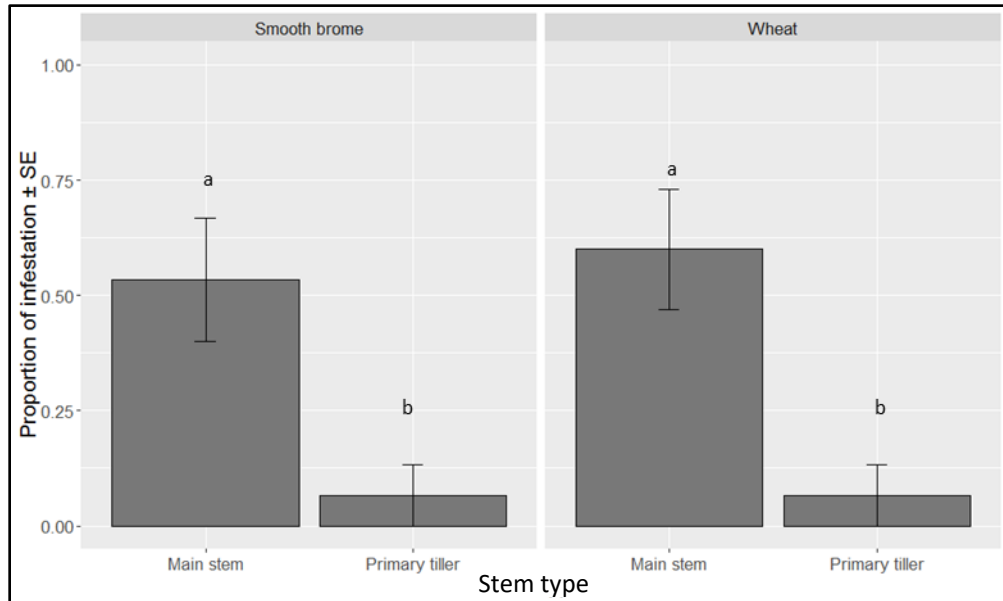 Smooth brome Wheat
Proportion of infestation ± SE
1.00
0.75
0.50
0.25
0.00
a
b
a
b
Main stem Primary tiller Main stem Primary tiller
Stem type